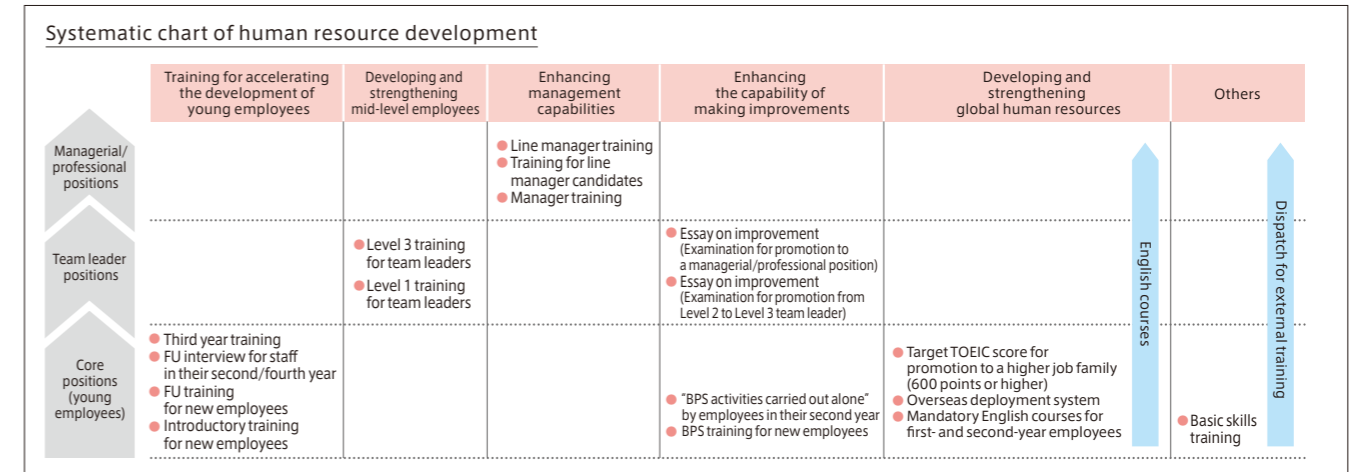 Systematic chart of human resource development
Training for accelerating
the development of
young employees
Developing and
strengthening
mid-level employees
Enhancing
management
capabilities
Enhancing
the capability of
making improvements
Developing and
strengthening
global human resources
Others
Managerial/
professional
positions
● Line manager training
● Training for line
manager candidates
● Manager training
Team leader
positions
● Level 3 training
for team leaders
● Level 1 training
for team leaders
● Essay on improvement
(Examination for promotion to
a managerial/professional position)
● Essay on improvement
(Examination for promotion from
Level 2 to Level 3 team leader)
Core
positions
(young
employees)
● Third year training
● FU interview for staff
in their second/fourth year
● FU training
for new employees
● Introductory training
for new employees
● "BPS activities carried out alone"
by employees in their second year
● BPS training for new employees
● Target TOEIC score for
promotion to a higher job family
(600 points or higher)
● Overseas deployment system
● Mandatory English courses for
first- and second-year employees
English courses
● Basic skills
training
Dispatch for external training